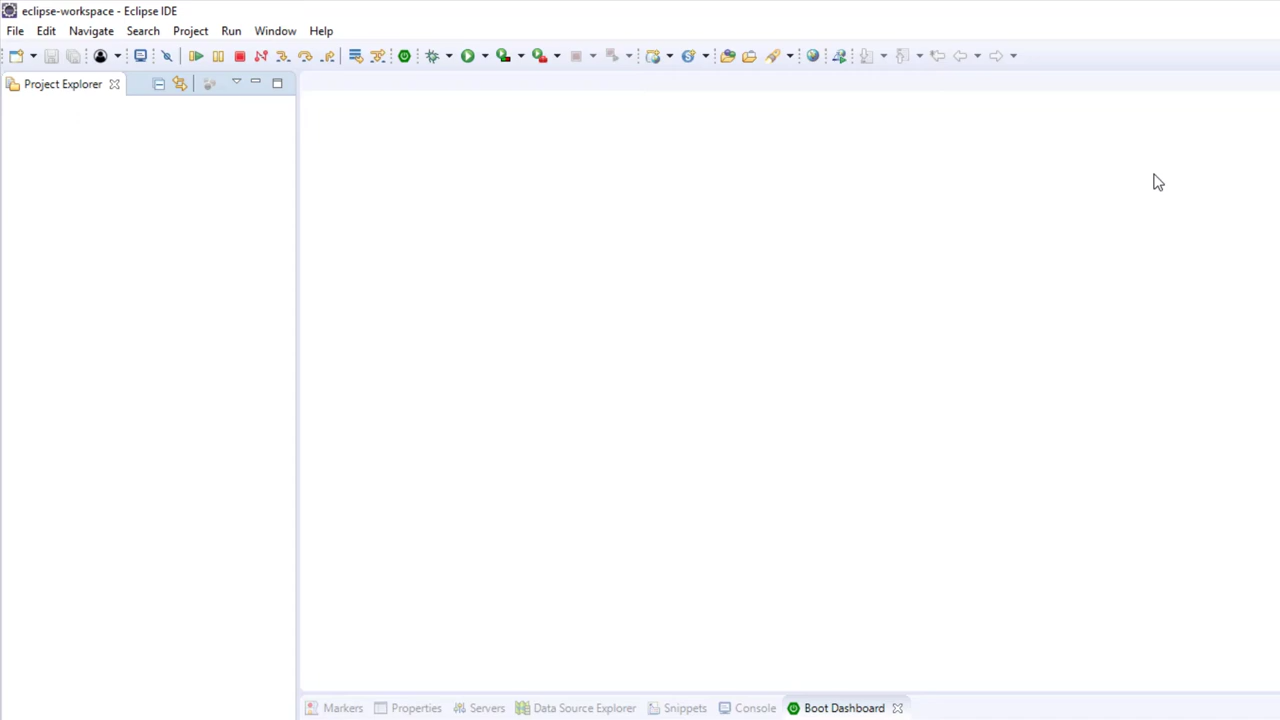 eclipse-workspace - Eclipse IDE
File Edit Navigate Search Project Run Window Help
Project Explorer
Markers Properties Servers Data Source Explorer Snippets Console Boot Dashboard